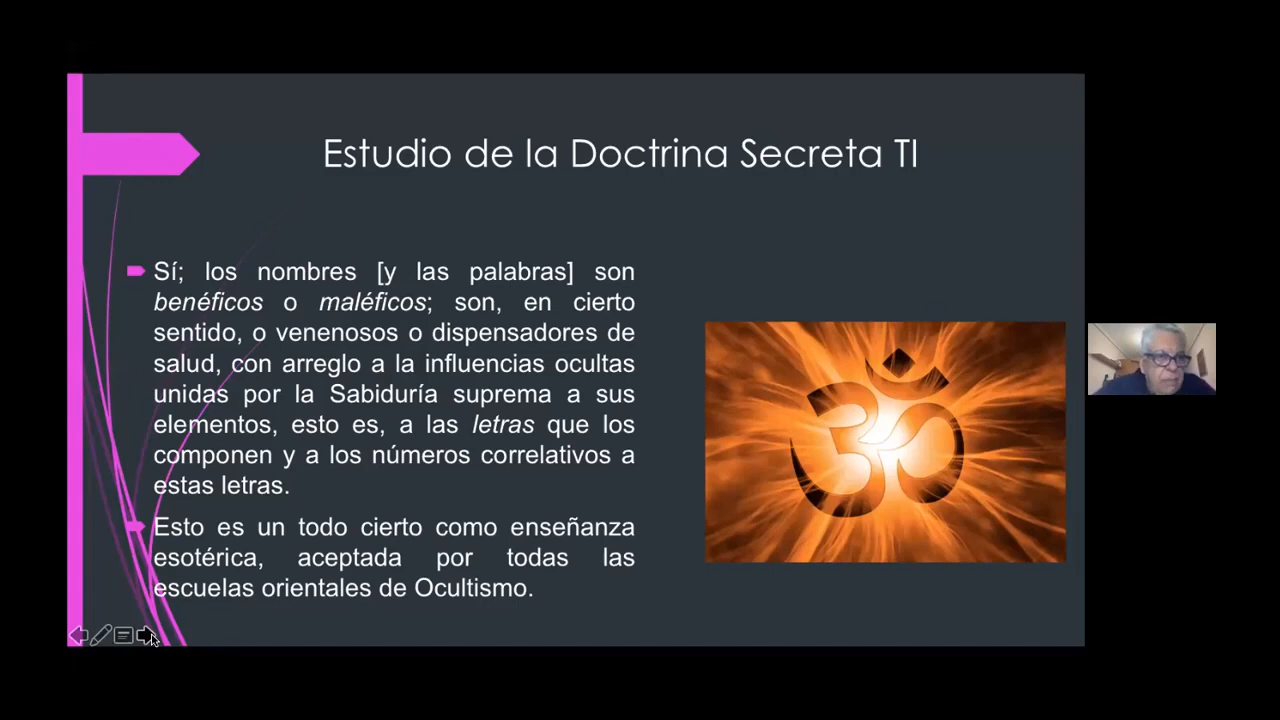 Estudio de la Doctrina Secreta TI
Sí; los nombres [y las palabras] son
benéficos o maléficos; son, en cierto
sentido, o venenosos o dispensadores de
salud, con arreglo a la influencias ocultas
unidas por la Sabiduría suprema a sus
elementos, esto es, a las letras que los
componen y a los números correlativos a
estas letras.
Esto es un todo cierto como enseñanza
esotérica, aceptada por todas las
escuelas orientales de Ocultismo.
ॐ